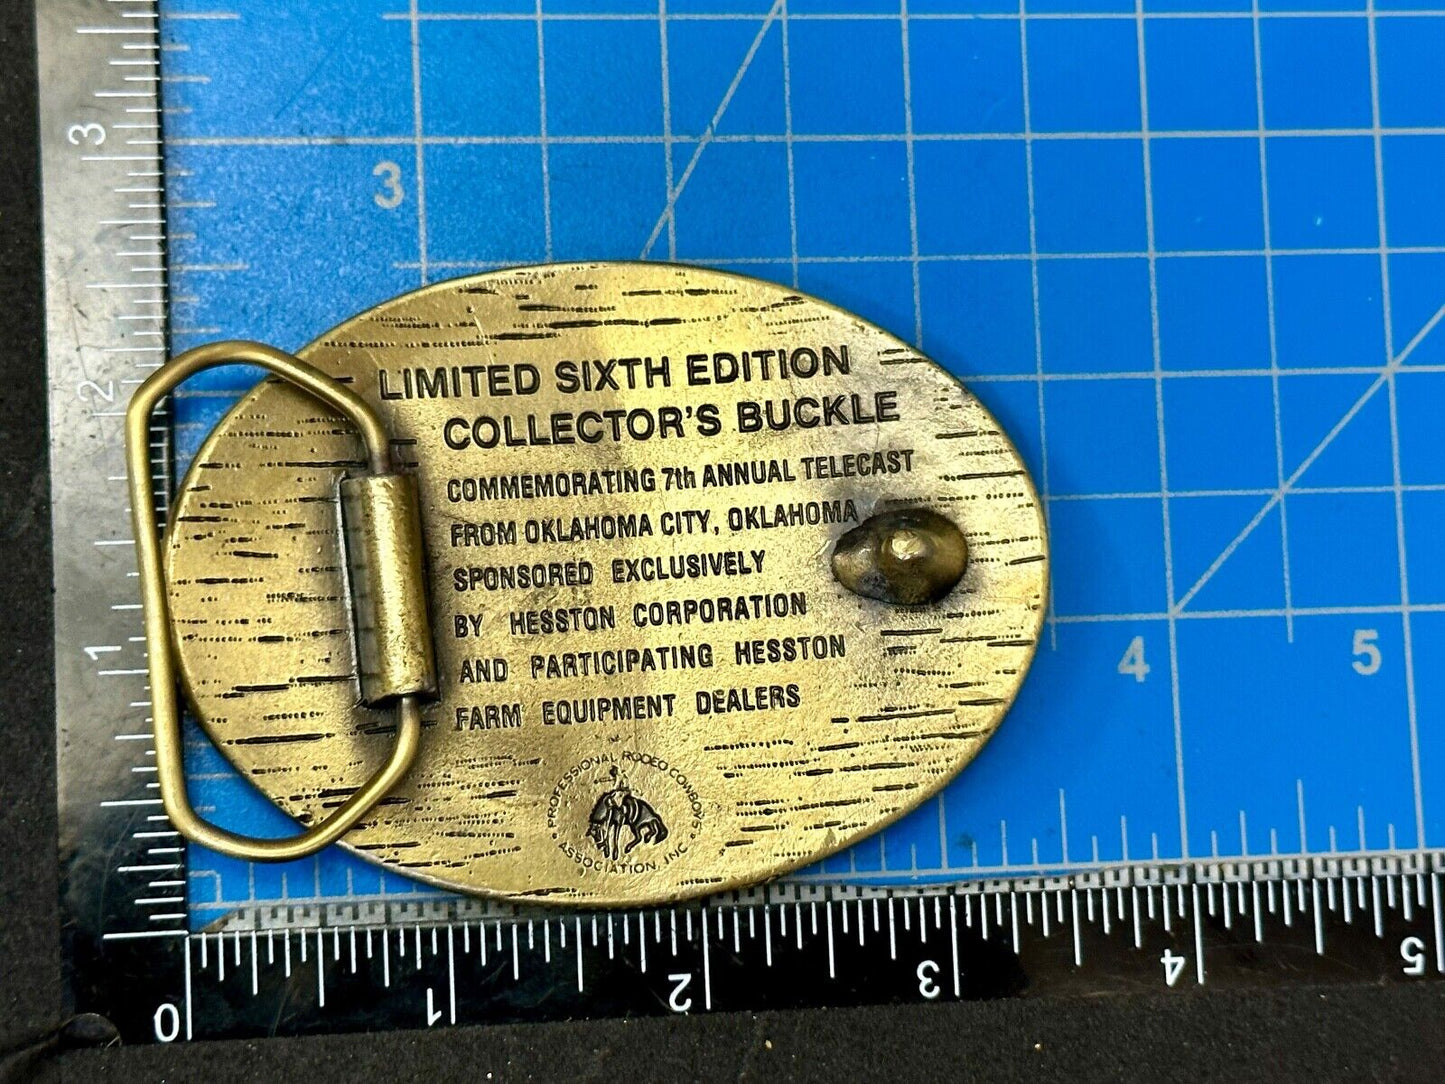 LIMITED SIXTH EDITION
COLLECTOR'S BUCKLE
COMMEMORATING 7th ANNUAL TELECAST
FROM OKLAHOMA CITY, OKLAHOMA
SPONSORED EXCLUSIVELY
BY HESSTON CORPORATION
AND PARTICIPATING HESSTON
FARM EQUIPMENT DEALERS
PROFESSIONAL RODEO COWBOYS
ASSOCIATION, INC.
3
2
1
3
4
5
0
1
2
3
4
5